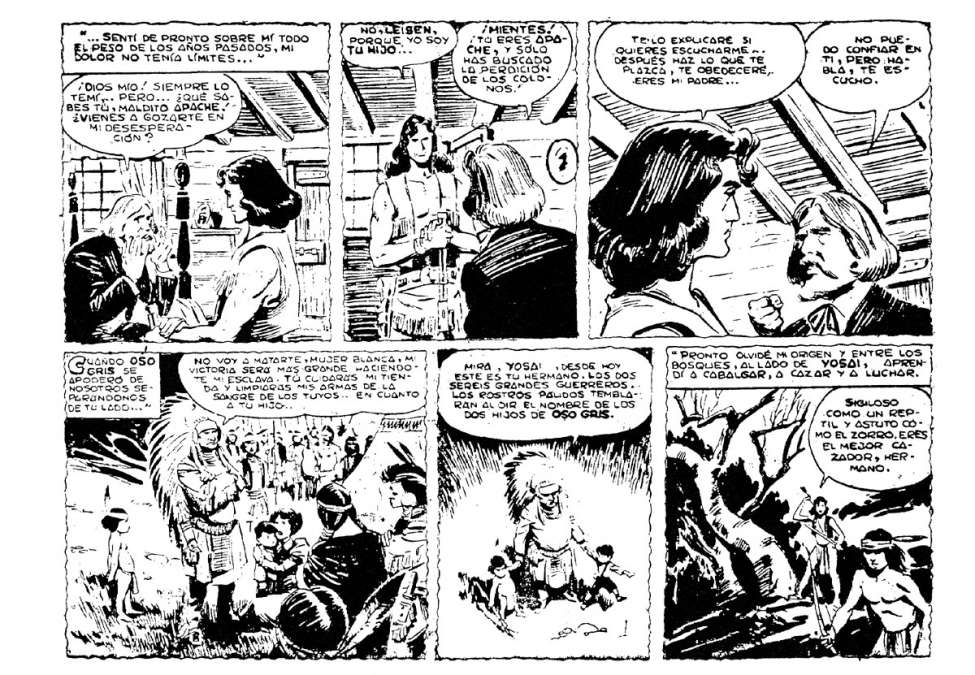 "... SENTÍ DE PRONTO SOBRE MÍ TODO
EL PESO DE LOS AÑOS PASADOS, MI
DOLOR NO TENÍA LÍMITES..."
¡DIOS MÍO! SIEMPRE LO
TEMÍ... PERO... ¿QUÉ SA-
BES TÚ, MALDITO APACHE?
¿VIENES A GOZARTE EN
MI DESESPERA-
CIÓN?
NO, LEISEN,
PORQUE YO SOY
TU HIJO...
¡MIENTES!
¡TÚ ERES APA-
CHE, Y SÓLO
HAS BUSCADO
LA PERDICIÓN
DE LOS COLO-
NOS!
TE LO EXPLICARÉ SI
QUIERES ESCUCHARME...
DESPUÉS HAZ LO QUE TE
PLAZCA, TE OBEDECERÉ,
ERES MI PADRE...
NO PUE-
DO CONFIAR EN
TI, PERO HA-
BLA, TE ES-
CUCHO.
CUANDO OSO
GRIS SE
APODERÓ DE
NOSOTROS SE-
PARÁNDONOS
DE TU LADO..."
NO VOY A MATARTE, MUJER BLANCA, MI
VICTORIA SERÁ MÁS GRANDE HACIENDO-
TE MI ESCLAVA. TÚ CUIDARÁS MI TIEN-
DA Y LIMPIARÁS MIS ARMAS DE LA
SANGRE DE LOS TUYOS... EN CUANTO
A TU HIJO...
MIRA, YOSAI... DESDE HOY
ESTE ES TU HERMANO. LOS DOS
SERÉIS GRANDES GUERREROS...
LOS ROSTROS PÁLIDOS TEMBLA-
RÁN AL OÍR EL NOMBRE DE LOS
DOS HIJOS DE OSO GRIS.
"PRONTO OLVIDÉ MI ORIGEN Y ENTRE LOS
BOSQUES, AL LADO DE YOSAI, APREN-
DÍ A CABALGAR, A CAZAR Y A LUCHAR.
SIGILOSO
COMO UN REP-
TIL Y ASTUTO CO-
MO EL ZORRO, ERES
EL MEJOR CA-
ZADOR, HER-
MANO.